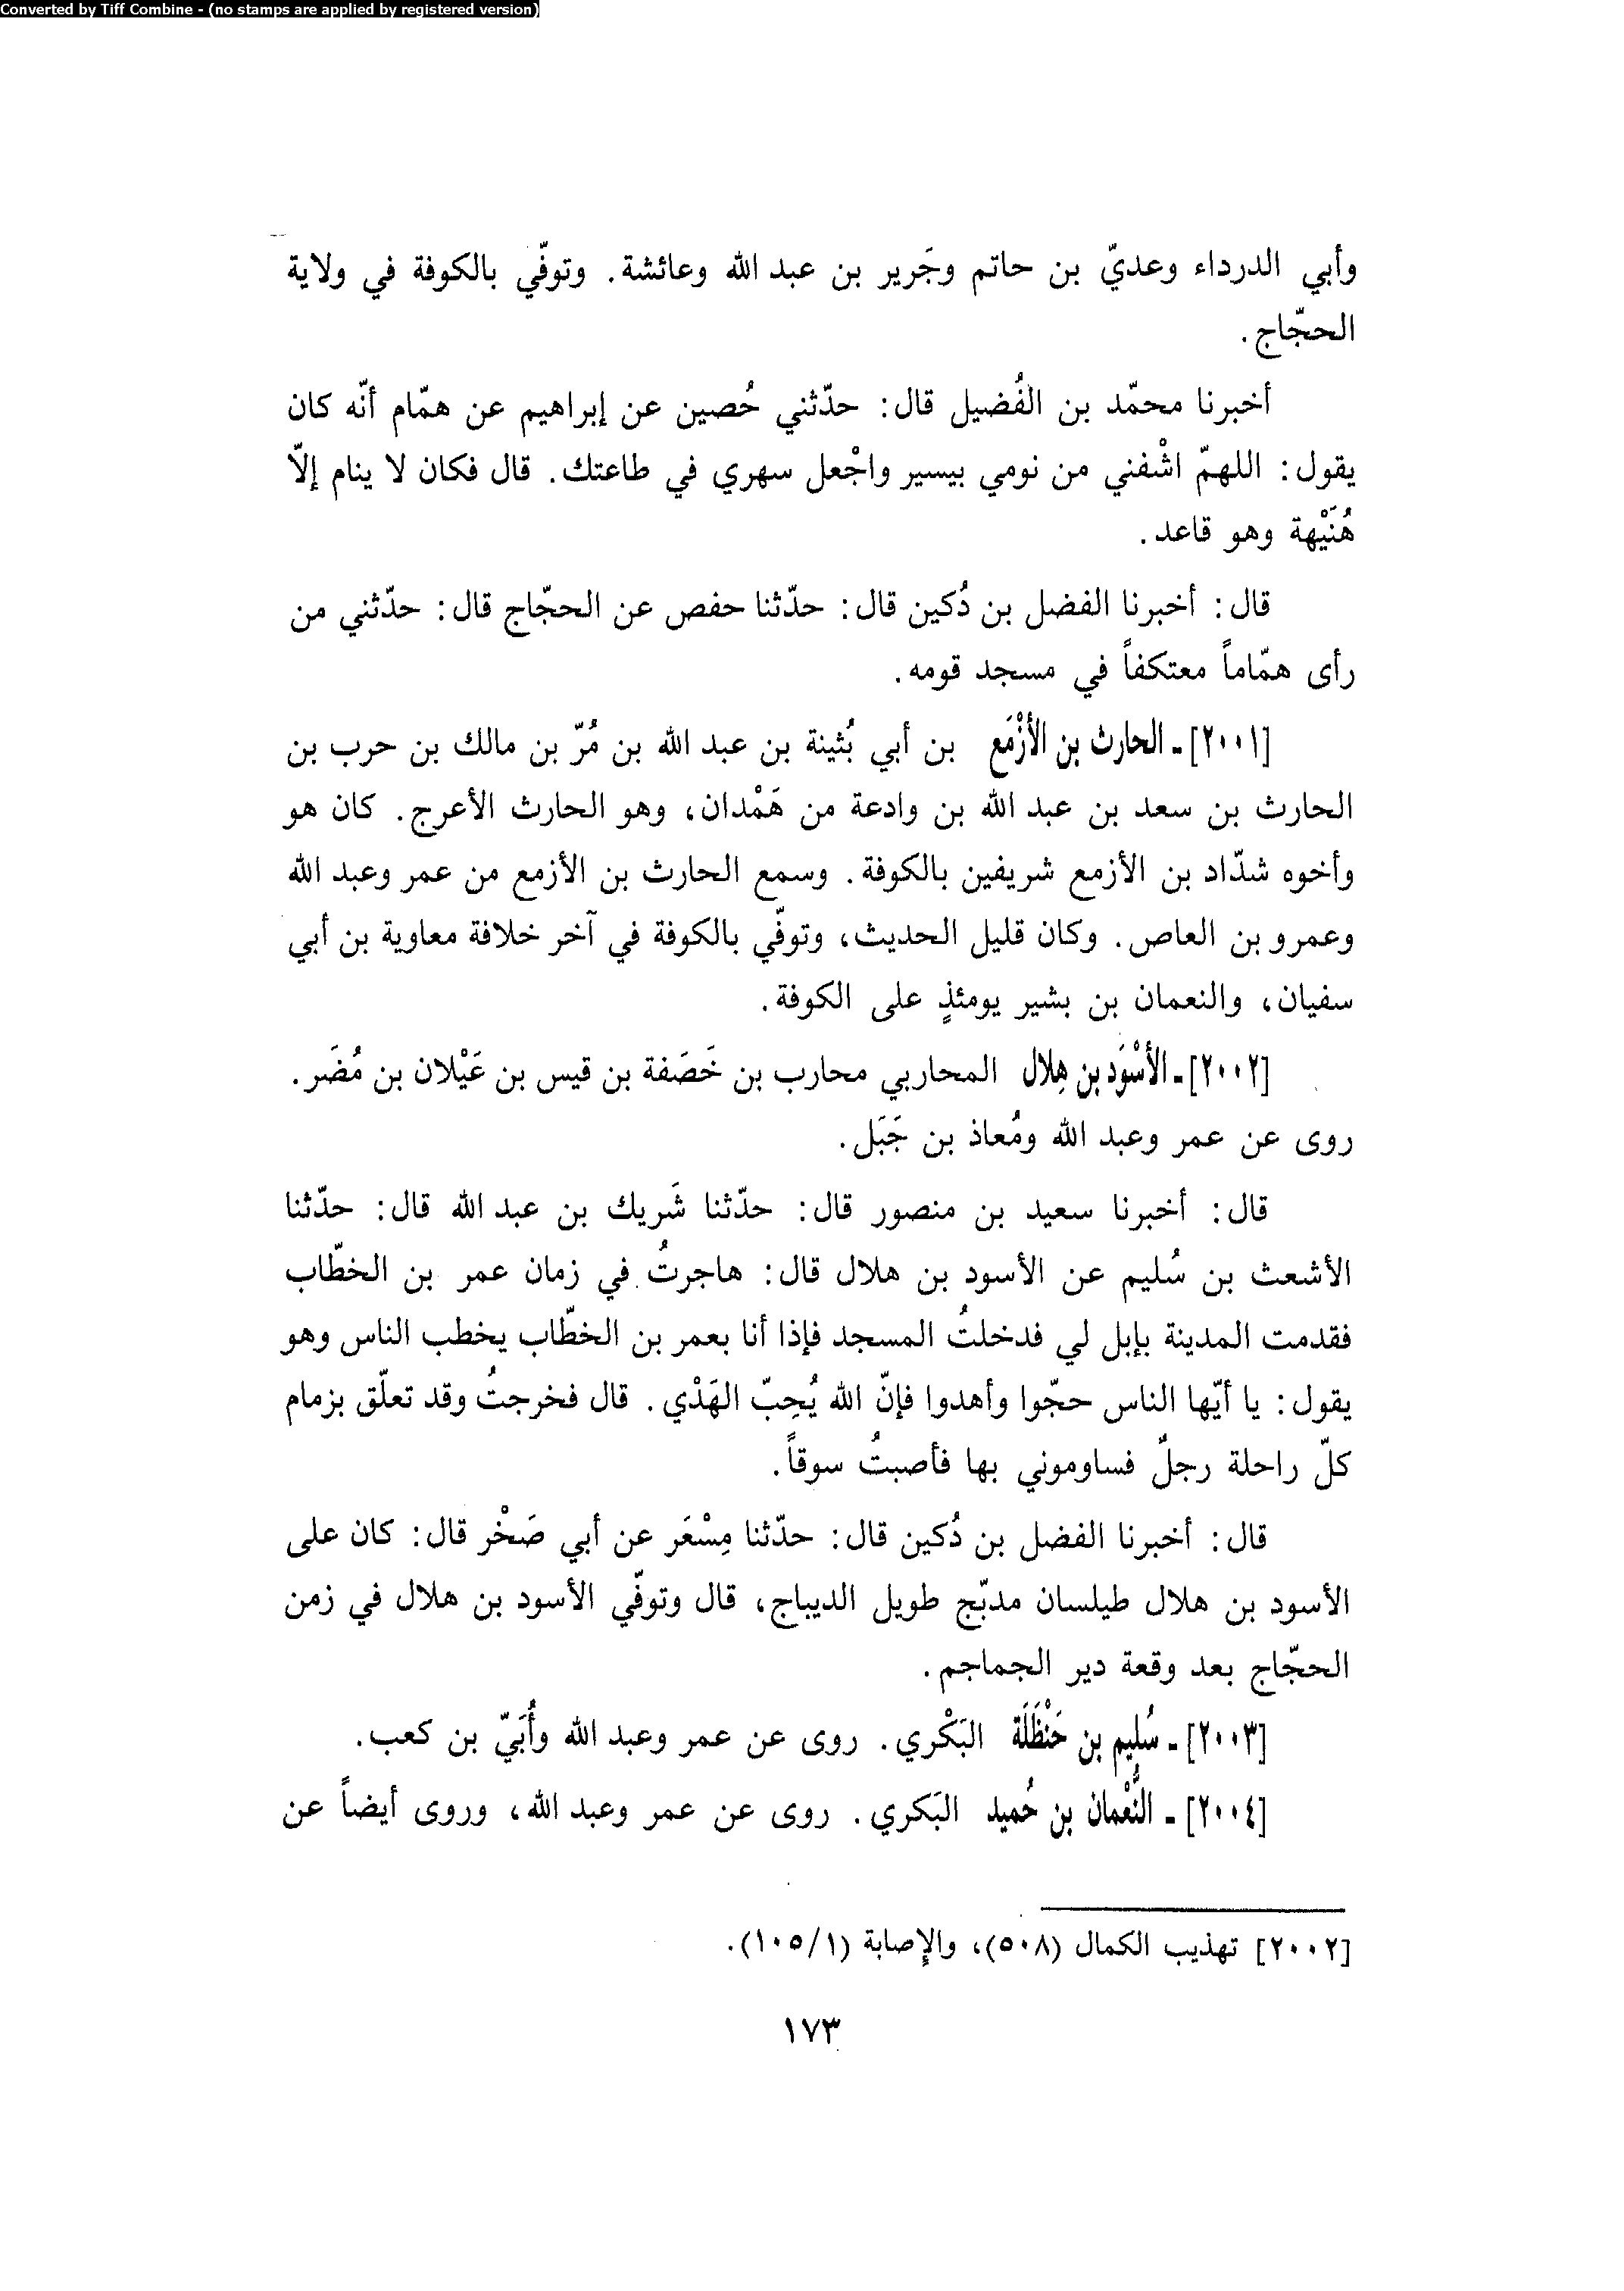 Converted by Tiff Combine - (no stamps are applied by registered version)
وأبي الدرداء وعديّ بن حاتم وجَرير بن عبد الله وعائشة. وتوفّي بالكوفة في ولاية
الحجّاج.
أخبرنا محمّد بن الفُضيل قال: حدّثني حُصين عن إبراهيم عن همّام أنّه كان
يقول: اللهمّ اشْفني من نومي بيسير واجْعل سهري في طاعتك. قال فكان لا ينام إلاّ
هُنَيْهة وهو قاعد.
قال: أخبرنا الفضل بن دُكين قال: حدّثنا حفص عن الحجّاج قال: حدّثني من
رأى همّاماً معتكفاً في مسجد قومه.
[٢٠٠١] - الحارث بن الأزْمَع بن أبي بُثينة بن عبد الله بن مُرّ بن مالك بن حرب بن
الحارث بن سعد بن عبد الله بن وادعة من هَمْدان، وهو الحارث الأعرج. كان هو
وأخوه شدّاد بن الأزمع شريفين بالكوفة. وسمع الحارث بن الأزمع من عمر وعبد الله
وعمرو بن العاص. وكان قليل الحديث، وتوفّي بالكوفة في آخر خلافة معاوية بن أبي
سفيان، والنعمان بن بشير يومئذٍ على الكوفة.
[٢٠٠٢] - الأسْوَد بن هِلال المحاربي محارب بن خَصَفة بن قيس بن عَيْلان بن مُضَر.
روى عن عمر وعبد الله ومُعاذ بن جَبَل.
قال: أخبرنا سعيد بن منصور قال: حدّثنا شَريك بن عبد الله قال: حدّثنا
الأشعث بن سُليم عن الأسود بن هلال قال: هاجرتُ في زمان عمر بن الخطّاب
فقدمت المدينة بإبل لي فدخلتُ المسجد فإذا أنا بعمر بن الخطّاب يخطب الناس وهو
يقول: يا أيّها الناس حجّوا وأهدوا فإنّ الله يُحِبّ الهَدْي. قال فخرجتُ وقد تعلّق بزمام
كلّ راحلة رجلٌ فساوموني بها فأصبتُ سوقاً.
قال: أخبرنا الفضل بن دُكين قال: حدّثنا مِسْعَر عن أبي صَخْر قال: كان على
الأسود بن هلال طيلسان مدبّج طويل الديباج، قال وتوفّي الأسود بن هلال في زمن
الحجّاج بعد وقعة دير الجماجم.
[٢٠٠٣] - سُليم بن حَنْظَلَة البَكْري. روى عن عمر وعبد الله وأُبَيّ بن كعب.
[٢٠٠٤] - النُّعْمان بن حُميد البَكري. روى عن عمر وعبد الله، وروى أيضاً عن
[٢٠٠٢] تهذيب الكمال (٥٠٨)، والإصابة (١/ ١٠٥).
١٧٣